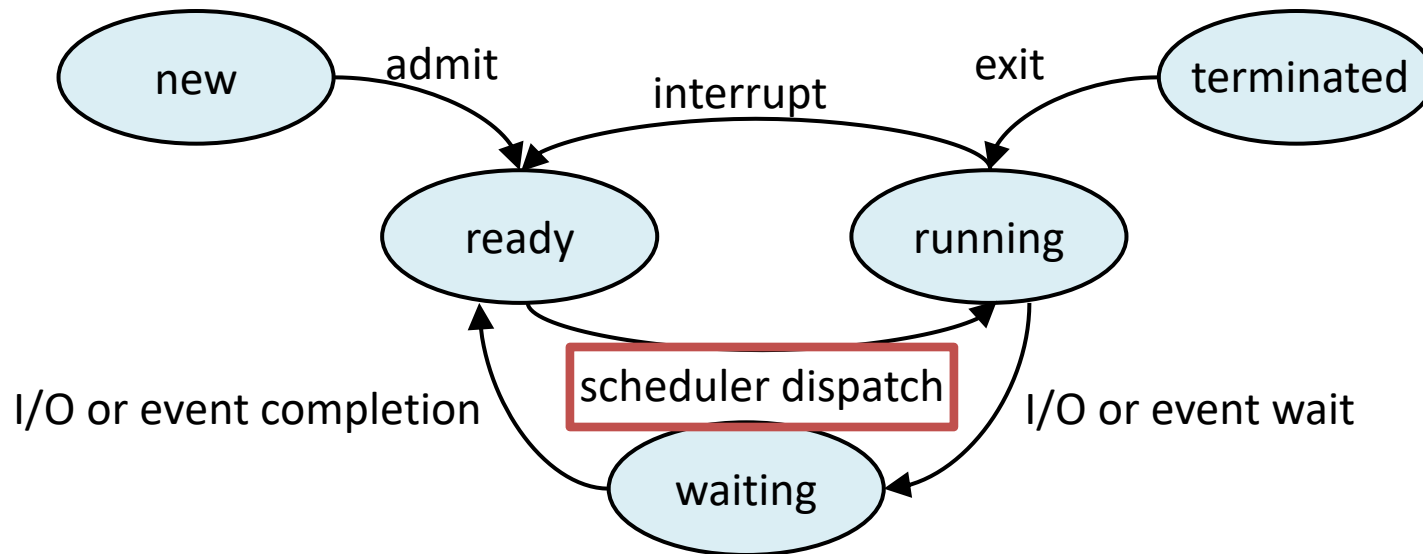 new
admit
interrupt
exit
terminated
ready
running
scheduler dispatch
I/O or event completion
I/O or event wait
waiting